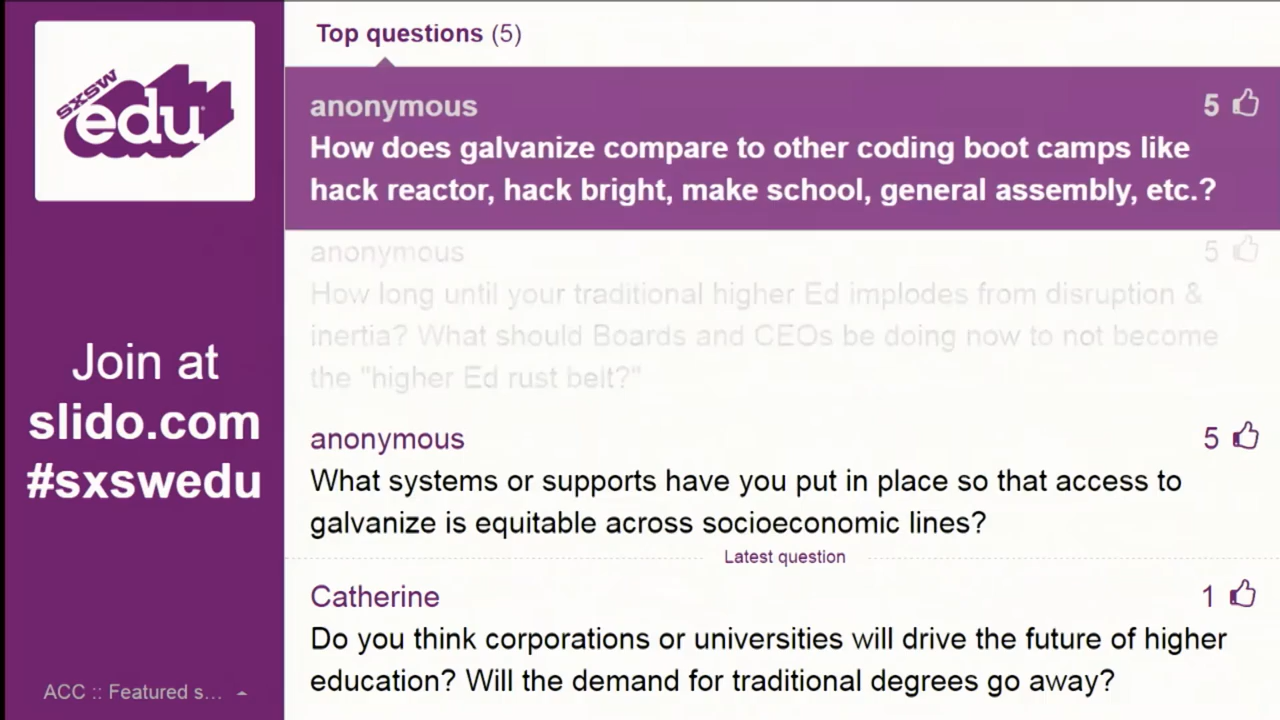 sxsw
edu
Join at
slido.com
#sxswedu
ACC :: Featured s...
Top questions (5)
anonymous 5
How does galvanize compare to other coding boot camps like
hack reactor, hack bright, make school, general assembly, etc.?
anonymous 5
How long until your traditional higher Ed implodes from disruption &
inertia? What should Boards and CEOs be doing now to not become
the "higher Ed rust belt?"
anonymous 5
What systems or supports have you put in place so that access to
galvanize is equitable across socioeconomic lines?
Latest question
Catherine 1
Do you think corporations or universities will drive the future of higher
education? Will the demand for traditional degrees go away?